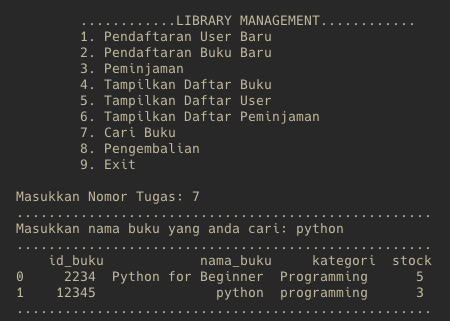 ............LIBRARY MANAGEMENT............
1. Pendaftaran User Baru
2. Pendaftaran Buku Baru
3. Peminjaman
4. Tampilkan Daftar Buku
5. Tampilkan Daftar User
6. Tampilkan Daftar Peminjaman
7. Cari Buku
8. Pengembalian
9. Exit
Masukkan Nomor Tugas: 7
....................................................
Masukkan nama buku yang anda cari: python
....................................................
id_buku nama_buku kategori stock
0 2234 Python for Beginner Programming 5
1 12345 python programming 3
....................................................